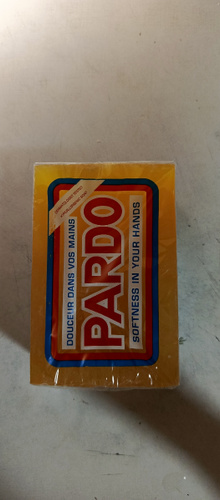 DOUCEUR DANS VOS MAINS
PARDO
SOFTNESS IN YOUR HANDS